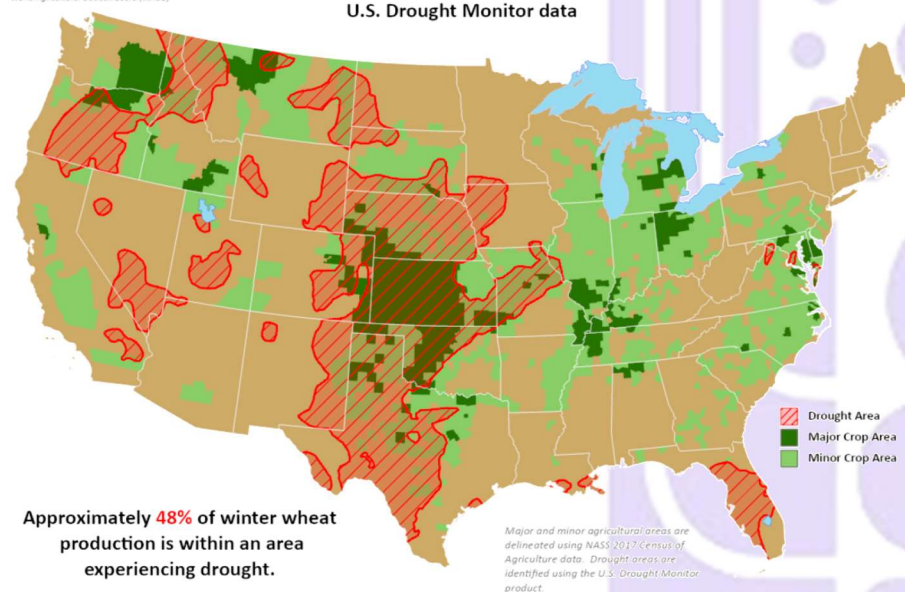 U.S. Drought Monitor data
Drought Area
Major Crop Area
Minor Crop Area
Approximately 48% of winter wheat
production is within an area
experiencing drought.
Major and minor agricultural areas are
delineated using NASS 2017 Census of
Agriculture data. Drought areas are
identified using the U.S. Drought Monitor
product.